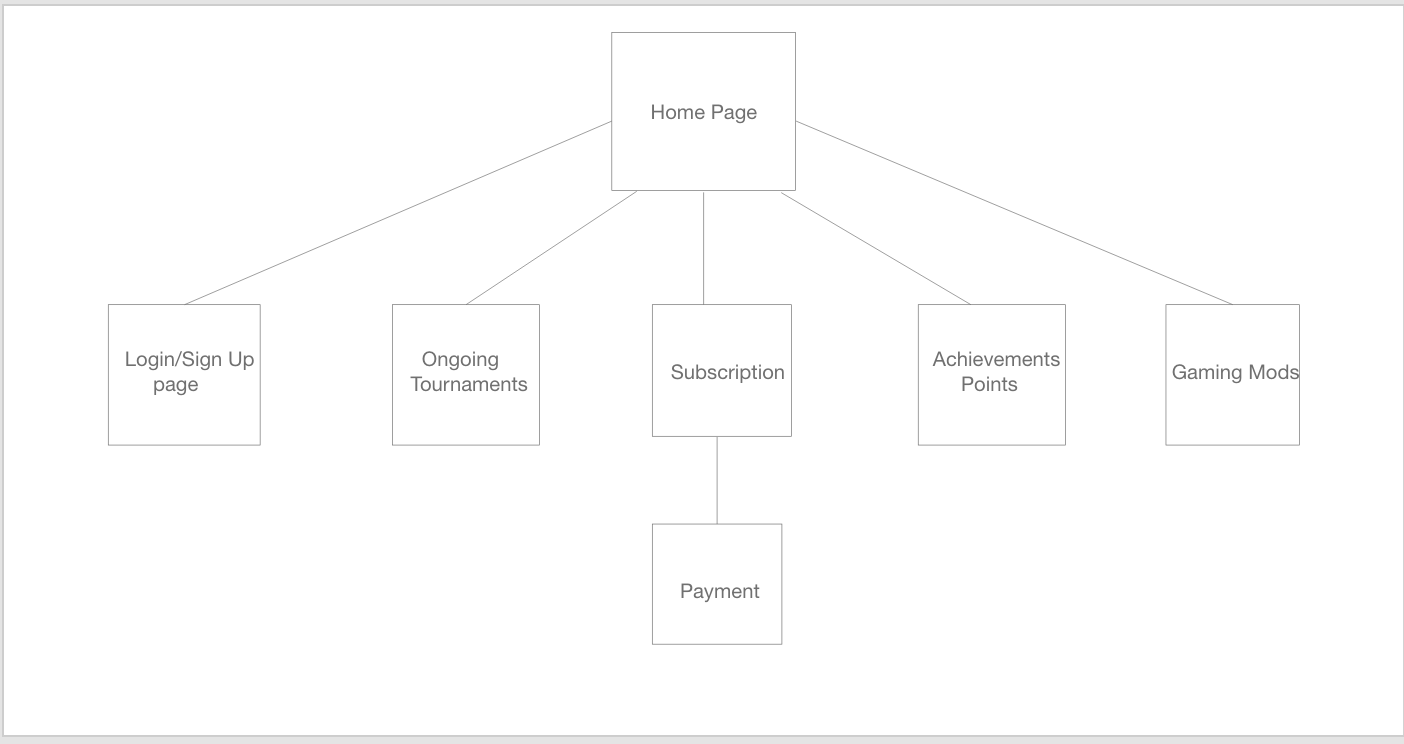 Home Page
Login/Sign Up
page
Ongoing
Tournaments
Subscription
Achievements
Points
Gaming Mods
Payment